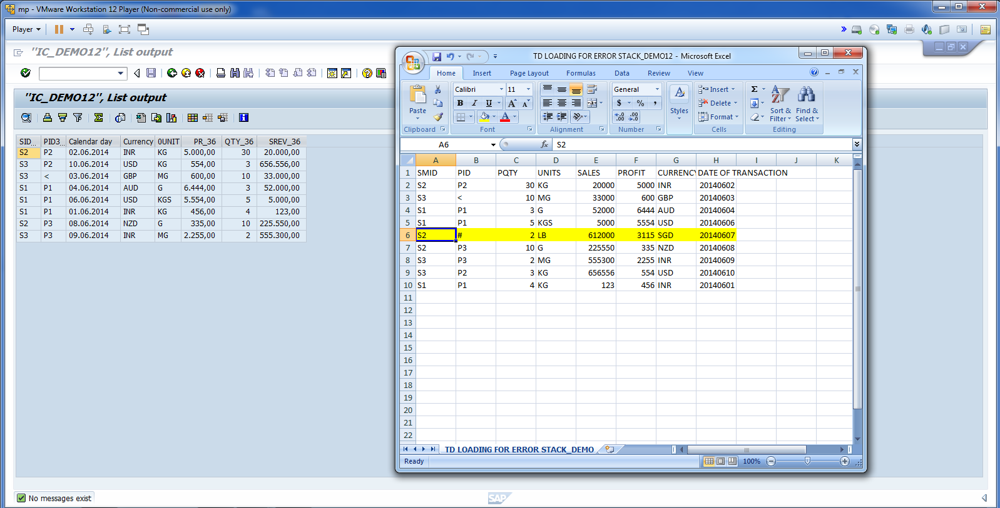 mp - VMware Workstation 12 Player (Non-commercial use only)
Player
"IC_DEMO12", List output
"IC_DEMO12", List output
SID... PID3... Calendar day Currency 0UNIT PR_36 QTY_36 SREV_36
S2 P2 02.06.2014 INR KG 5.000,00 30 20.000,00
S3 P2 10.06.2014 USD KG 554,00 3 656.556,00
S3 < 03.06.2014 GBP MG 600,00 10 33.000,00
S1 P1 04.06.2014 AUD G 6.444,00 3 52.000,00
S1 P1 06.06.2014 USD KGS 5.554,00 5 5.000,00
S1 P1 01.06.2014 INR KG 456,00 4 123,00
S2 P3 08.06.2014 NZD G 335,00 10 225.550,00
S3 P3 09.06.2014 INR MG 2.255,00 2 555.300,00
No messages exist
SAP
TD LOADING FOR ERROR STACK_DEMO12 - Microsoft Excel
Home Insert Page Layout Formulas Data Review View
Paste
Clipboard
Calibri 11
B I U A A
A
Font
Alignment
General
$ % ,
Number
Styles
Insert
Delete
Format
Cells
Σ
Sort & Filter
Find & Select
Editing
A6 fx S2
A B C D E F G H I J K
1 SMID PID PQTY UNITS SALES PROFIT CURRENCY DATE OF TRANSACTION
2 S2 P2 30 KG 20000 5000 INR 20140602
3 S3 < 10 MG 33000 600 GBP 20140603
4 S1 P1 3 G 52000 6444 AUD 20140604
5 S1 P1 5 KGS 5000 5554 USD 20140606
6 S2 # 2 LB 612000 3115 SGD 20140607
7 S2 P3 10 G 225550 335 NZD 20140608
8 S3 P3 2 MG 555300 2255 INR 20140609
9 S3 P2 3 KG 656556 554 USD 20140610
10 S1 P1 4 KG 123 456 INR 20140601
11
12
13
14
15
16
17
18
19
20
21
22
TD LOADING FOR ERROR STACK_DEMO
Ready
100%